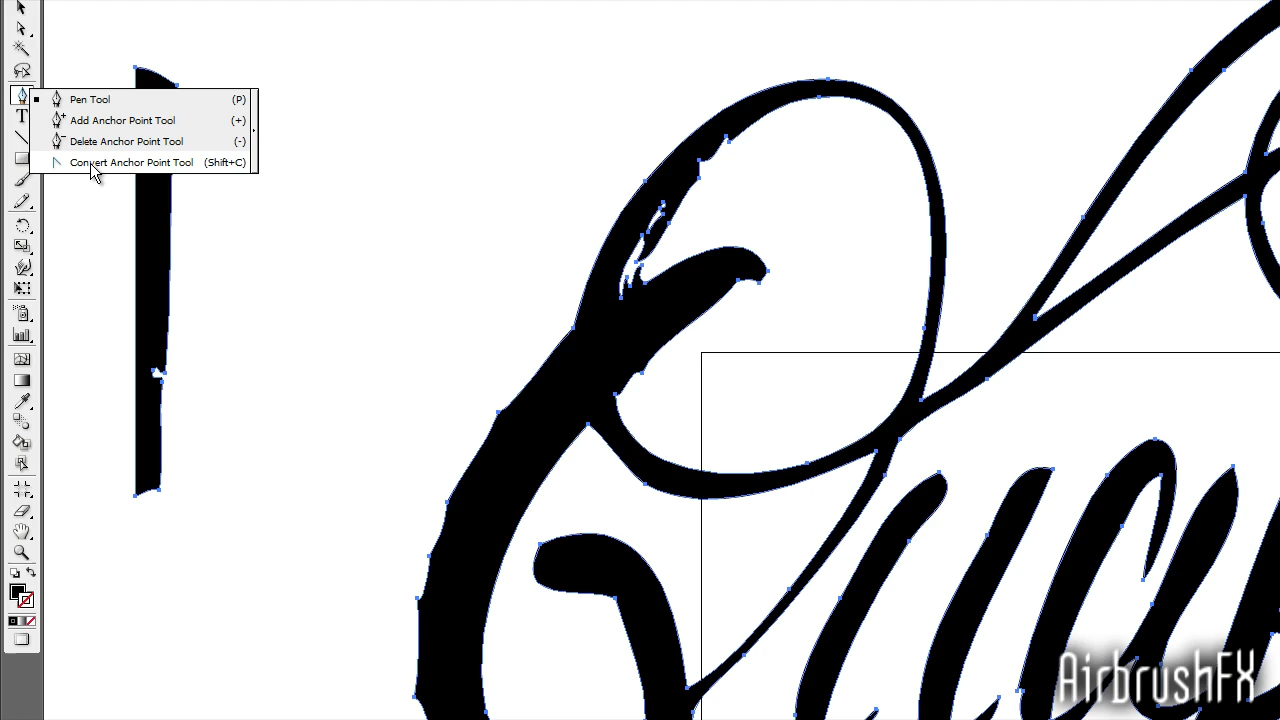 Pen Tool (P)
Add Anchor Point Tool (+)
Delete Anchor Point Tool (-)
Convert Anchor Point Tool (Shift+C)
T
AirbrushFX